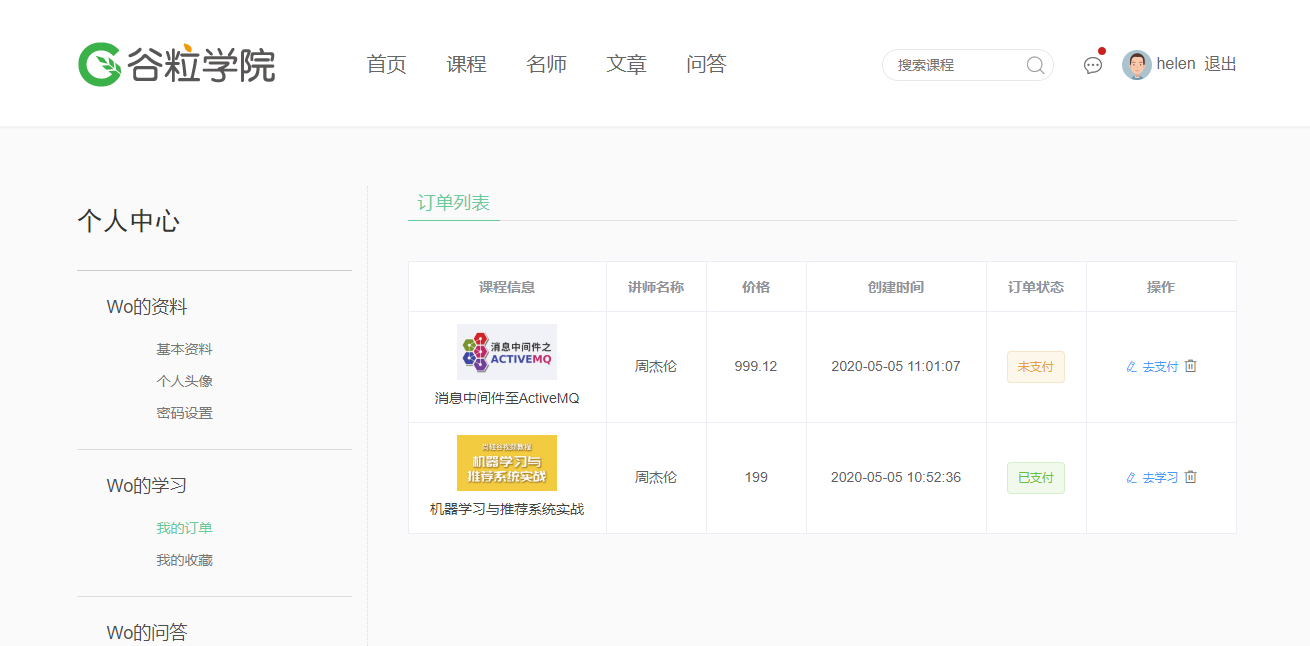 谷粒学院
首页 课程 名师 文章 问答
搜索课程
helen 退出
个人中心
Wo的资料
基本资料
个人头像
密码设置
Wo的学习
我的订单
我的收藏
Wo的问答
订单列表
课程信息 讲师名称 价格 创建时间 订单状态 操作
消息中间件之
ACTIVEMQ
消息中间件至ActiveMQ
周杰伦 999.12 2020-05-05 11:01:07 未支付 去支付
尚硅谷视频教程
机器学习与
推荐系统实战
机器学习与推荐系统实战
周杰伦 199 2020-05-05 10:52:36 已支付 去学习